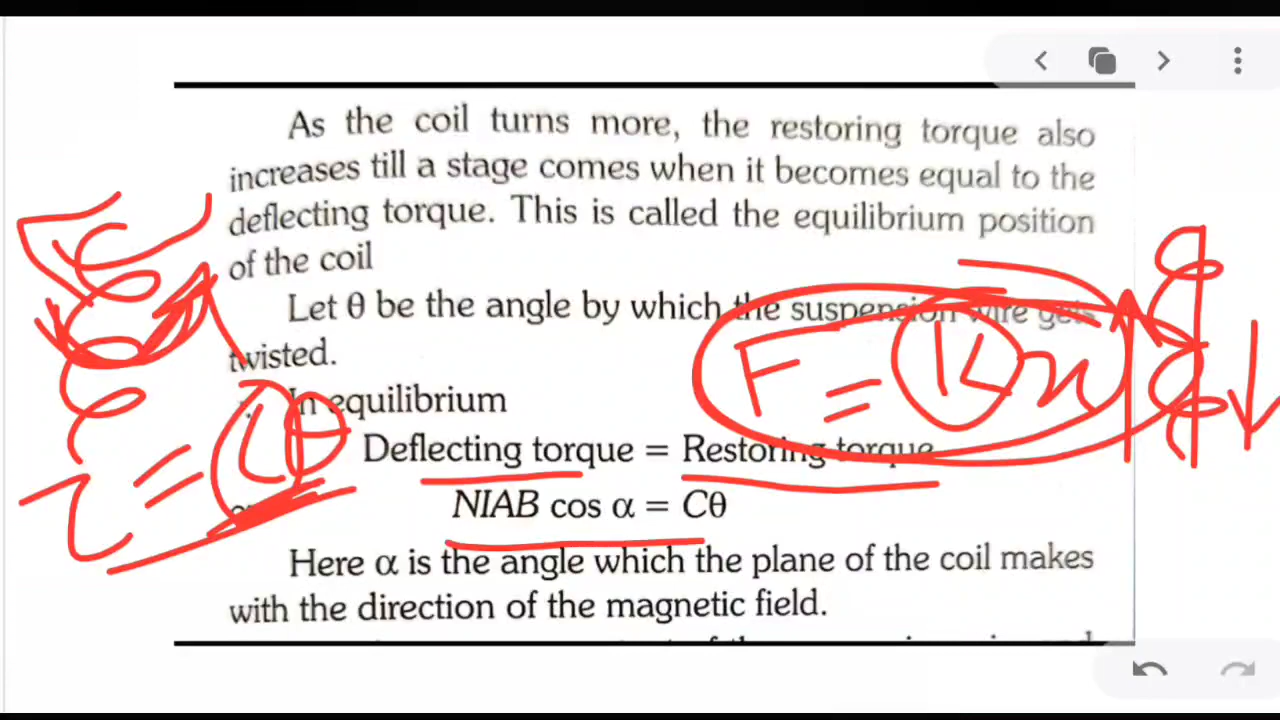 As the coil turns more, the restoring torque also
increases till a stage comes when it becomes equal to the
deflecting torque. This is called the equilibrium position
of the coil
Let θ be the angle by which the suspension wire gets
twisted.
F = Kx
In equilibrium
Deflecting torque = Restoring torque
τ = Cθ
NIAB cos α = Cθ
Here α is the angle which the plane of the coil makes
with the direction of the magnetic field.